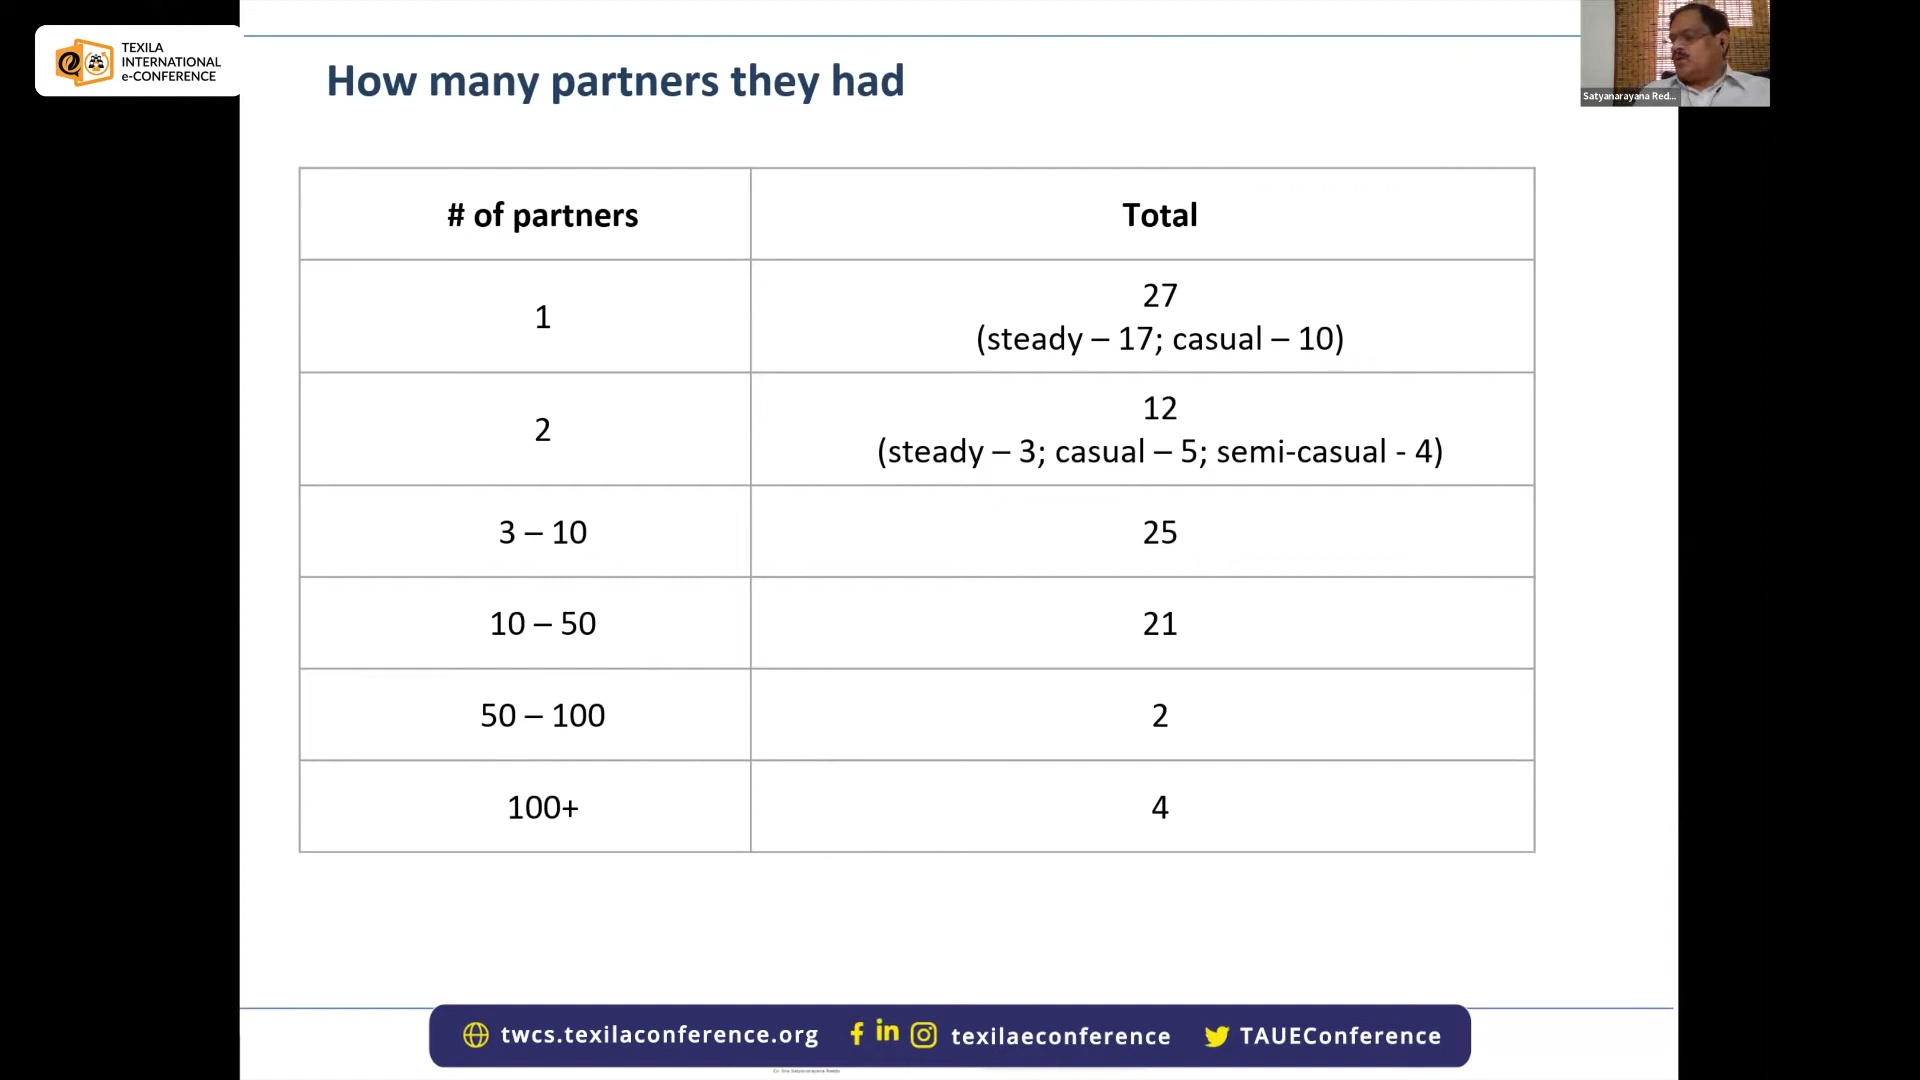 TEXILA
INTERNATIONAL
e-CONFERENCE
How many partners they had
Satyanarayana Red...
# of partners
Total
1
27
(steady – 17; casual – 10)
2
12
(steady – 3; casual – 5; semi-casual - 4)
3 – 10
25
10 – 50
21
50 – 100
2
100+
4
twcs.texilaconference.org
texilaeconference
TAUEConference